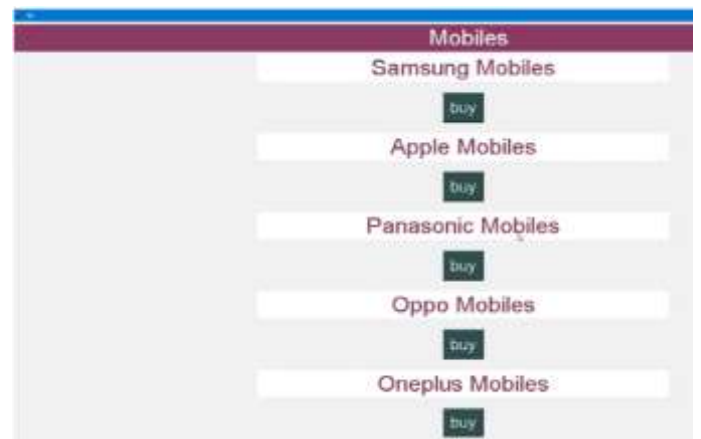 Mobiles
Samsung Mobiles
buy
Apple Mobiles
buy
Panasonic Mobiles
buy
Oppo Mobiles
buy
Oneplus Mobiles
buy